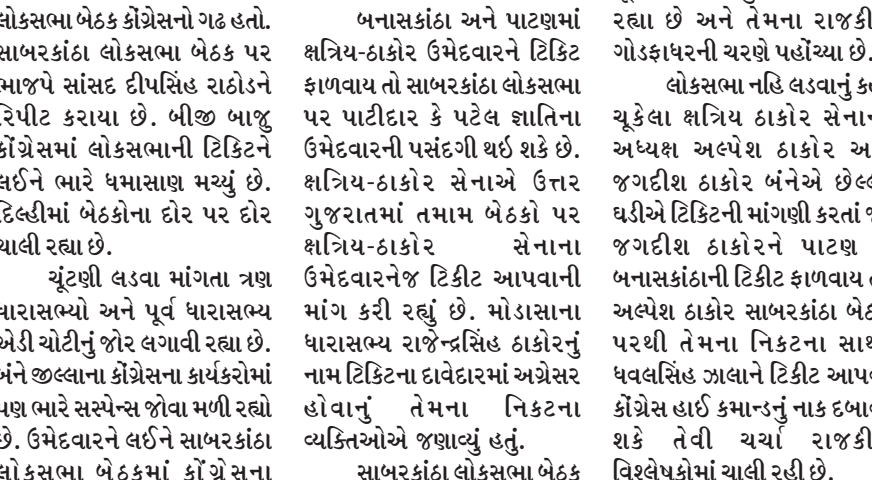 લોકસભા બેઠક કોંગ્રેસનો ગઢ હતો.
સાબરકાંઠા લોકસભા બેઠક પર
ભાજપે સાંસદ દીપસિંહ રાઠોડને
રિપીટ કરાયા છે. બીજી બાજુ
કોંગ્રેસમાં લોકસભાની ટિકિટને
લઈને ભારે ધમાસાણ મચ્યું છે.
દિલ્હીમાં બેઠકોના દોર પર દોર
ચાલી રહ્યા છે.
ચૂંટણી લડવા માંગતા ત્રણ
ધારાસભ્યો અને પૂર્વ ધારાસભ્ય
એડી ચોટીનું જોર લગાવી રહ્યા છે.
બંને જીલ્લાના કોંગ્રેસના કાર્યકરોમાં
પણ ભારે સસ્પેન્સ જોવા મળી રહ્યો
છે. ઉમેદવારને લઈને સાબરકાંઠા
લોકસભા બેઠકમાં કોંગ્રેસના
બનાસકાંઠા અને પાટણમાં
ક્ષત્રિય-ઠાકોર ઉમેદવારને ટિકિટ
ફાળવાય તો સાબરકાંઠા લોકસભા
પર પાટીદાર કે પટેલ જ્ઞાતિના
ઉમેદવારની પસંદગી થઇ શકે છે.
ક્ષત્રિય-ઠાકોર સેનાએ ઉત્તર
ગુજરાતમાં તમામ બેઠકો પર
ક્ષત્રિય-ઠાકોર સેનાના
ઉમેદવારનેજ ટિકીટ આપવાની
માંગ કરી રહ્યું છે. મોડાસાના
ધારાસભ્ય રાજેન્દ્રસિંહ ઠાકોરનું
નામ ટિકિટના દાવેદારમાં અગ્રેસર
હોવાનું તેમના નિકટના
વ્યક્તિઓએ જણાવ્યું હતું.
સાબરકાંઠા લોકસભા બેઠક
રહ્યા છે અને તેમના
ગોડફાધરની ચરણે પહોંચ્યા છે.
લોકસભા નહિ લડવાનું
ચૂકેલા ક્ષત્રિય ઠાકોર
અધ્યક્ષ અલ્પેશ ઠાકોર
જગદીશ ઠાકોર બંનેએ
ઘડીએ ટિકિટની માંગણી કરતાં
જગદીશ ઠાકોરને પાટણ
બનાસકાંઠાની ટિકીટ ફાળવાય
અલ્પેશ ઠાકોર સાબરકાંઠા
પરથી તેમના નિકટના
ધવલસિંહ ઝાલાને ટિકીટ
કોંગ્રેસ હાઈ કમાન્ડનું નાક
શકે તેવી ચર્ચા
વિશ્લેષકોમાં ચાલી રહી છે.